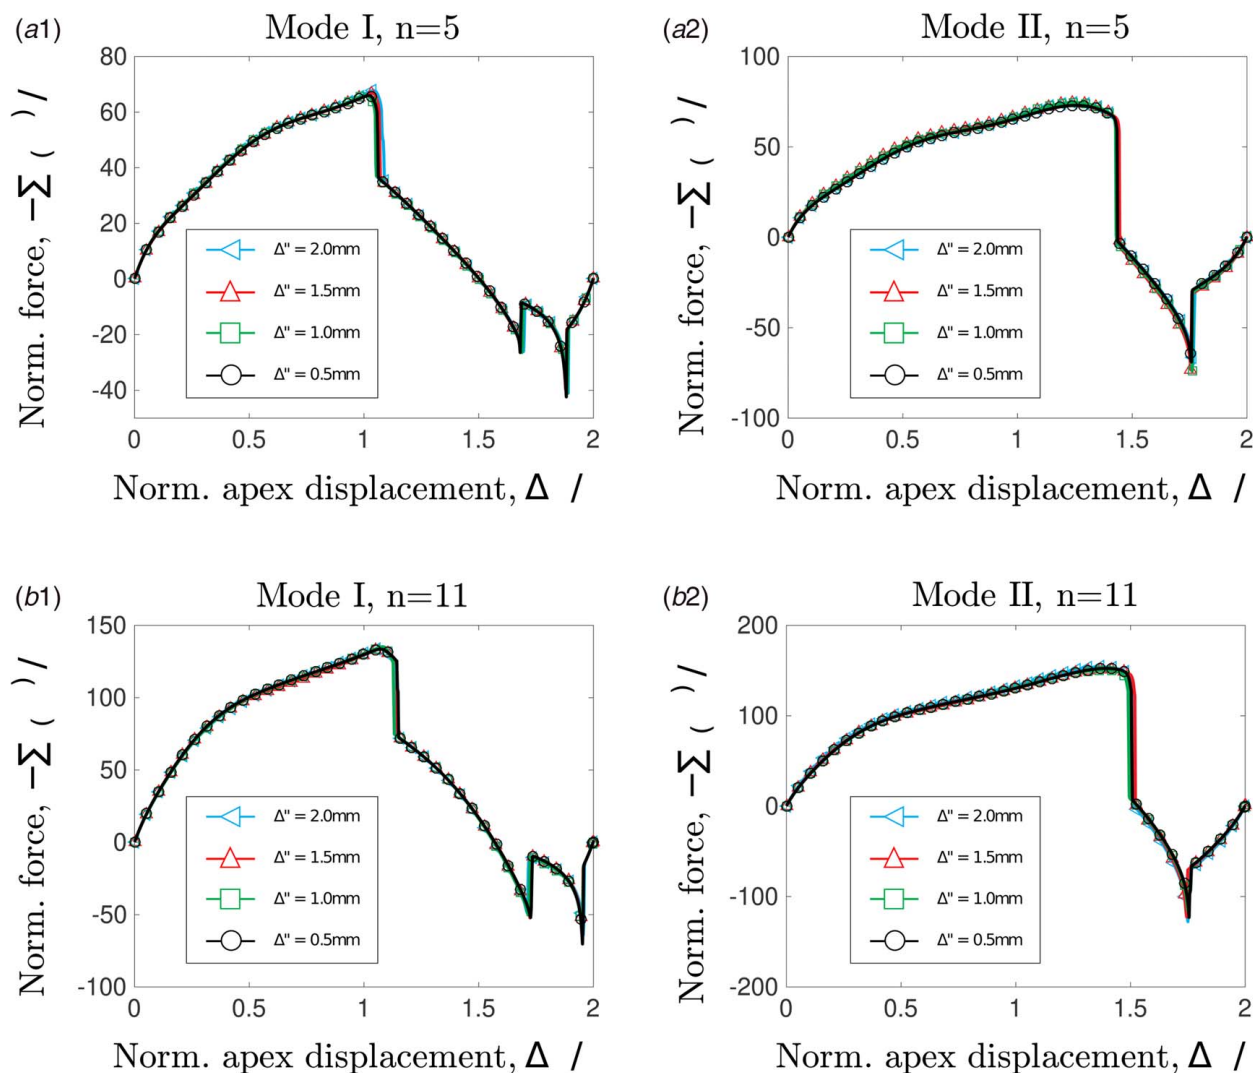 (a1)
Mode I, n=5
80
60
40
20
0
-20
-40
Norm. force, −Σ ( )/
Δ" = 2.0mm
Δ" = 1.5mm
Δ" = 1.0mm
Δ" = 0.5mm
0 0.5 1 1.5 2
Norm. apex displacement, Δ /
(a2)
Mode II, n=5
100
50
0
-50
-100
Norm. force, −Σ ( )/
Δ" = 2.0mm
Δ" = 1.5mm
Δ" = 1.0mm
Δ" = 0.5mm
0 0.5 1 1.5 2
Norm. apex displacement, Δ /
(b1)
Mode I, n=11
150
100
50
0
-50
-100
Norm. force, −Σ ( )/
Δ" = 2.0mm
Δ" = 1.5mm
Δ" = 1.0mm
Δ" = 0.5mm
0 0.5 1 1.5 2
Norm. apex displacement, Δ /
(b2)
Mode II, n=11
200
100
0
-100
-200
Norm. force, −Σ ( )/
Δ" = 2.0mm
Δ" = 1.5mm
Δ" = 1.0mm
Δ" = 0.5mm
0 0.5 1 1.5 2
Norm. apex displacement, Δ /